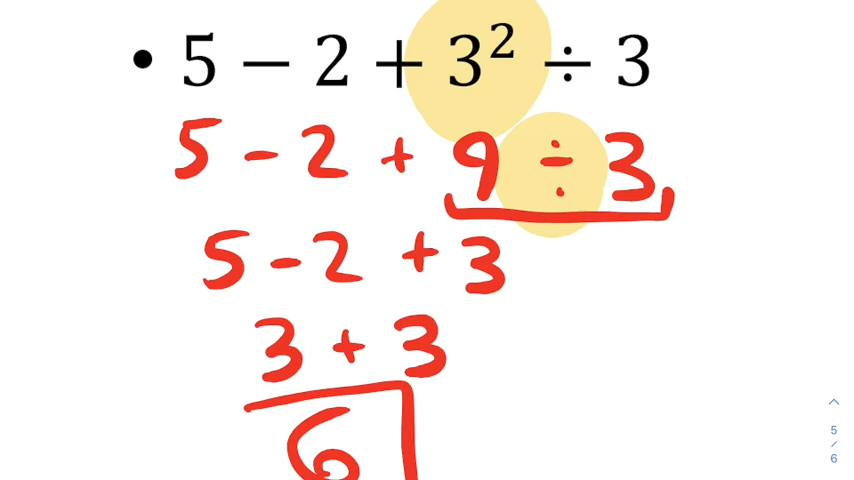 • 5 − 2 + 3² ÷ 3
5 - 2 + 9 ÷ 3
5 - 2 + 3
3 + 3
6
5
/
6